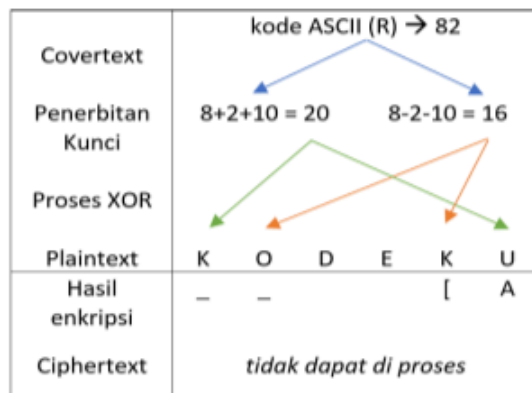 kode ASCII (R) → 82
Covertext
Penerbitan Kunci
8+2+10 = 20 8-2-10 = 16
Proses XOR
Plaintext K O D E K U
Hasil enkripsi _ _ [ A
Ciphertext tidak dapat di proses